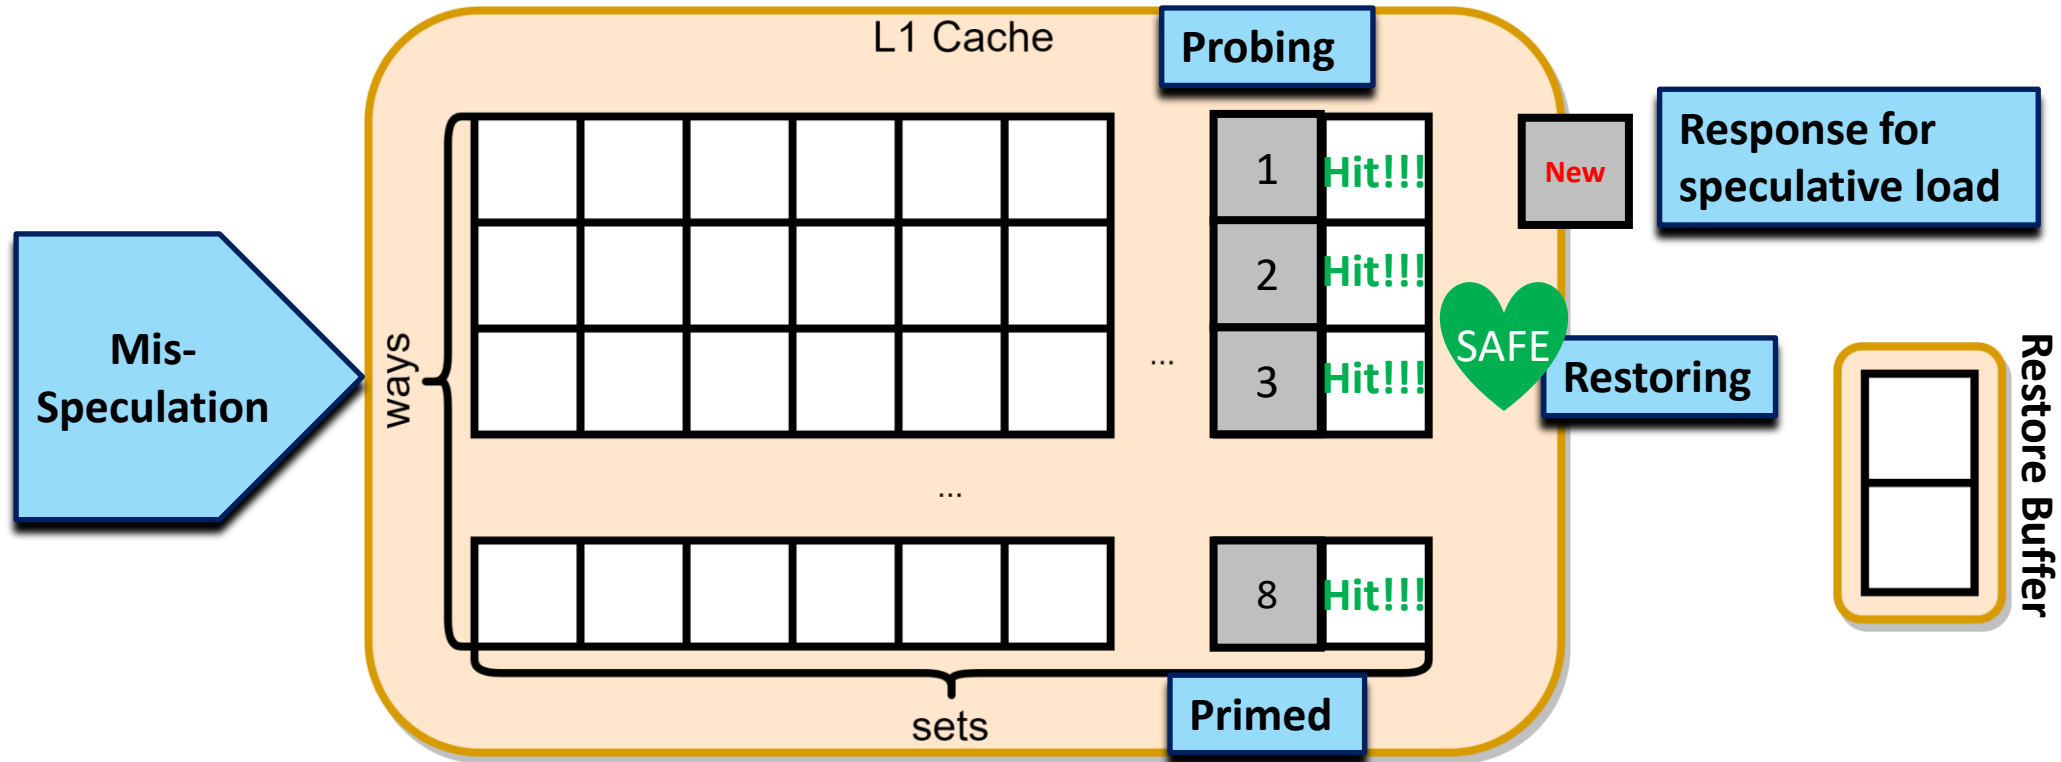 L1 Cache
Probing
Response for
speculative load
New
1
Hit!!!
2
Hit!!!
3
Hit!!!
...
SAFE
Restoring
Mis-
Speculation
ways
Restore Buffer
...
8
Hit!!!
Primed
sets